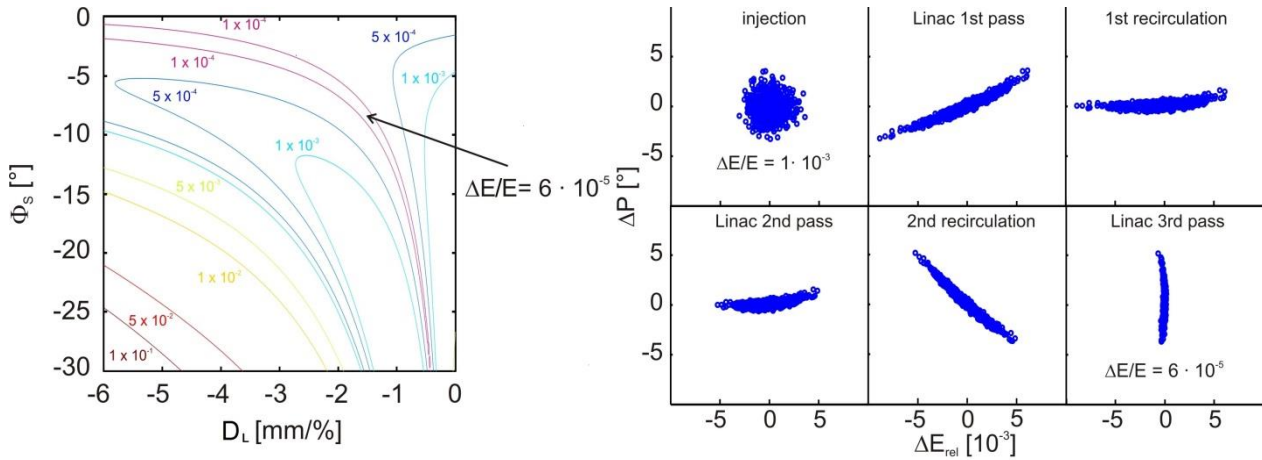 0
-5
-10
-15
-20
-25
-30
Φs [°]
1 x 10⁻⁴
1 x 10⁻⁴
5 x 10⁻⁴
1 x 10⁻³
5 x 10⁻⁴
1 x 10⁻³
5 x 10⁻³
1 x 10⁻²
5 x 10⁻²
1 x 10⁻¹
ΔE/E= 6 · 10⁻⁵
-6 -5 -4 -3 -2 -1 0
D_L [mm/%]
injection Linac 1st pass 1st recirculation
5
0
-5
ΔE/E = 1· 10⁻³
ΔP [°]
Linac 2nd pass 2nd recirculation Linac 3rd pass
5
0
-5
ΔE/E = 6 · 10⁻⁵
-5 0 5 -5 0 5 -5 0 5
ΔE_rel [10⁻³]